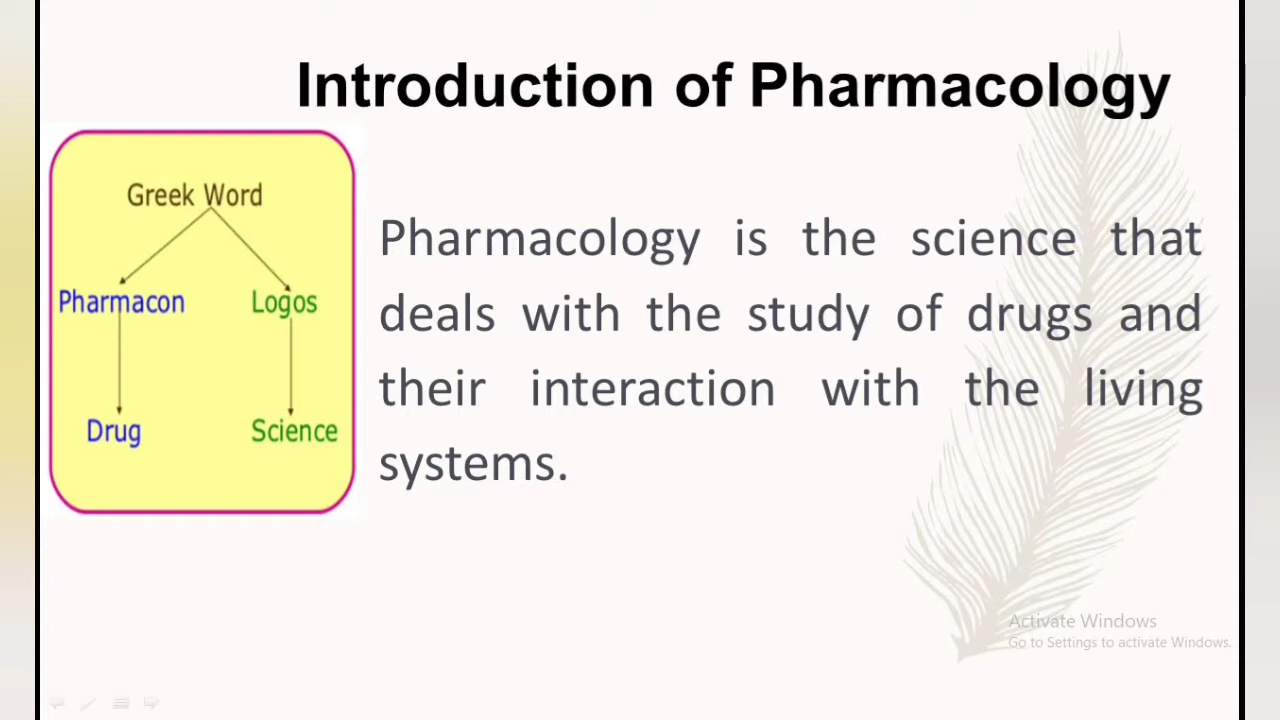 Introduction of Pharmacology
Greek Word
Pharmacon Logos
Drug Science
Pharmacology is the science that
deals with the study of drugs and
their interaction with the living
systems.
Activate Windows
Go to Settings to activate Windows.